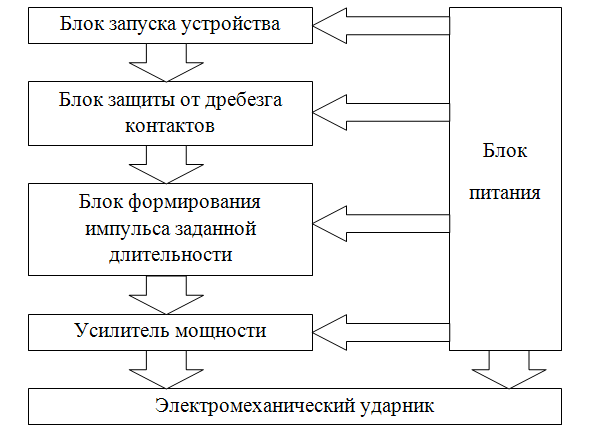 Блок запуска устройства
Блок защиты от дребезга
контактов
Блок формирования
импульса заданной
длительности
Усилитель мощности
Блок
питания
Электромеханический ударник